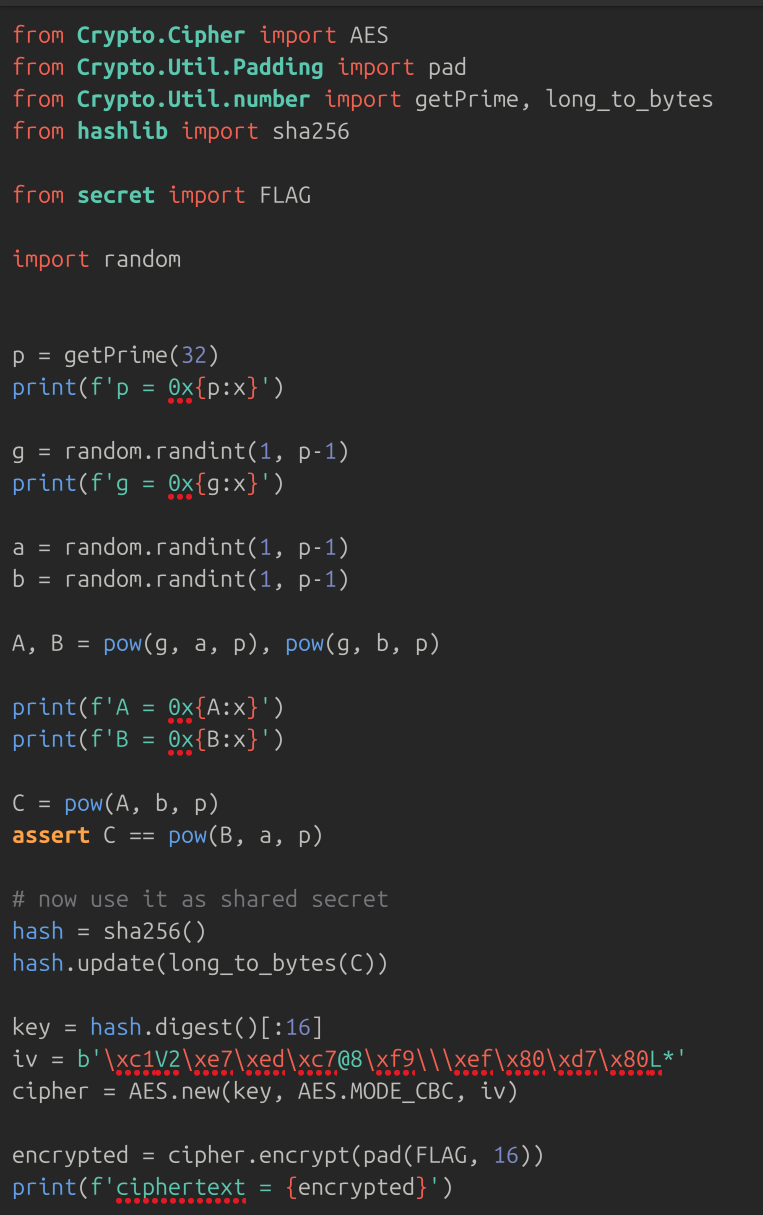 from Crypto.Cipher import AES
from Crypto.Util.Padding import pad
from Crypto.Util.number import getPrime, long_to_bytes
from hashlib import sha256
from secret import FLAG
import random
p = getPrime(32)
print(f'p = 0x{p:x}')
g = random.randint(1, p-1)
print(f'g = 0x{g:x}')
a = random.randint(1, p-1)
b = random.randint(1, p-1)
A, B = pow(g, a, p), pow(g, b, p)
print(f'A = 0x{A:x}')
print(f'B = 0x{B:x}')
C = pow(A, b, p)
assert C == pow(B, a, p)
# now use it as shared secret
hash = sha256()
hash.update(long_to_bytes(C))
key = hash.digest()[:16]
iv = b'\xc1V2\xe7\xed\xc7@8\xf9\\\xef\x80\xd7\x80L*'
cipher = AES.new(key, AES.MODE_CBC, iv)
encrypted = cipher.encrypt(pad(FLAG, 16))
print(f'ciphertext = {encrypted}')